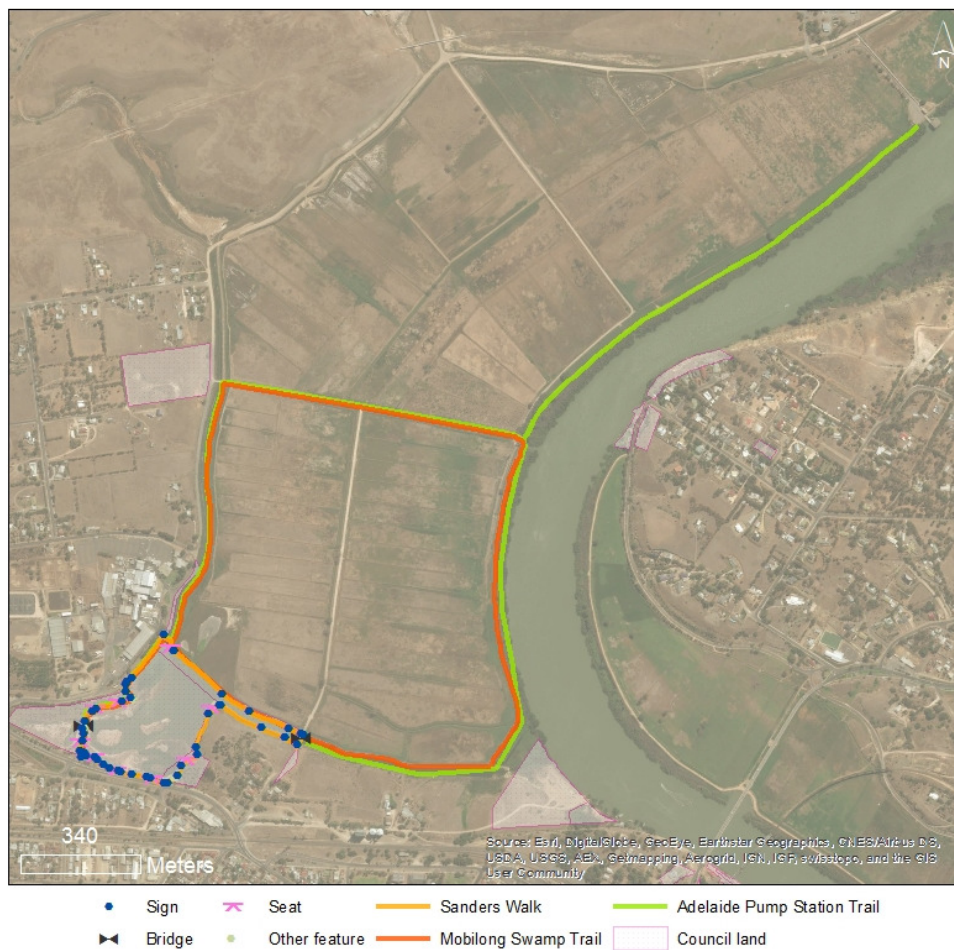 N
340
Meters
Source: Esri, DigitalGlobe, GeoEye, Earthstar Geographics, CNES/Airbus DS,
USDA, USGS, AEX, Getmapping, Aerogrid, IGN, IGP, swisstopo, and the GIS
User Community
Sign Seat Sanders Walk Adelaide Pump Station Trail
Bridge Other feature Mobilong Swamp Trail Council land